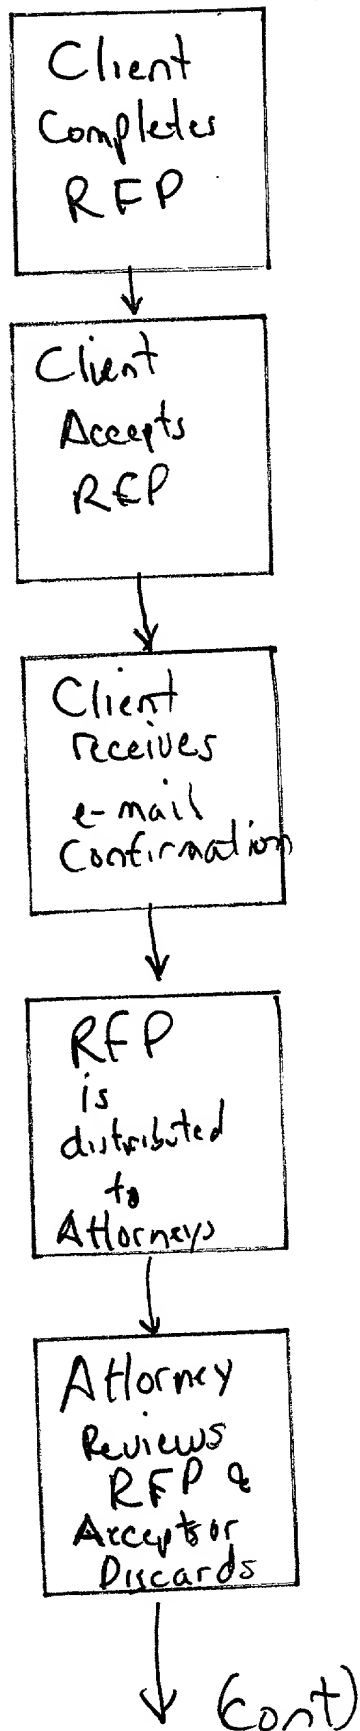 Client
Completes
RFP
Client
Accepts
RFP
Client
receives
e-mail
Confirmation
RFP
is
distributed
to
Attorneys
Attorney
Reviews
RFP &
Accepts or
Discards
(Cont)